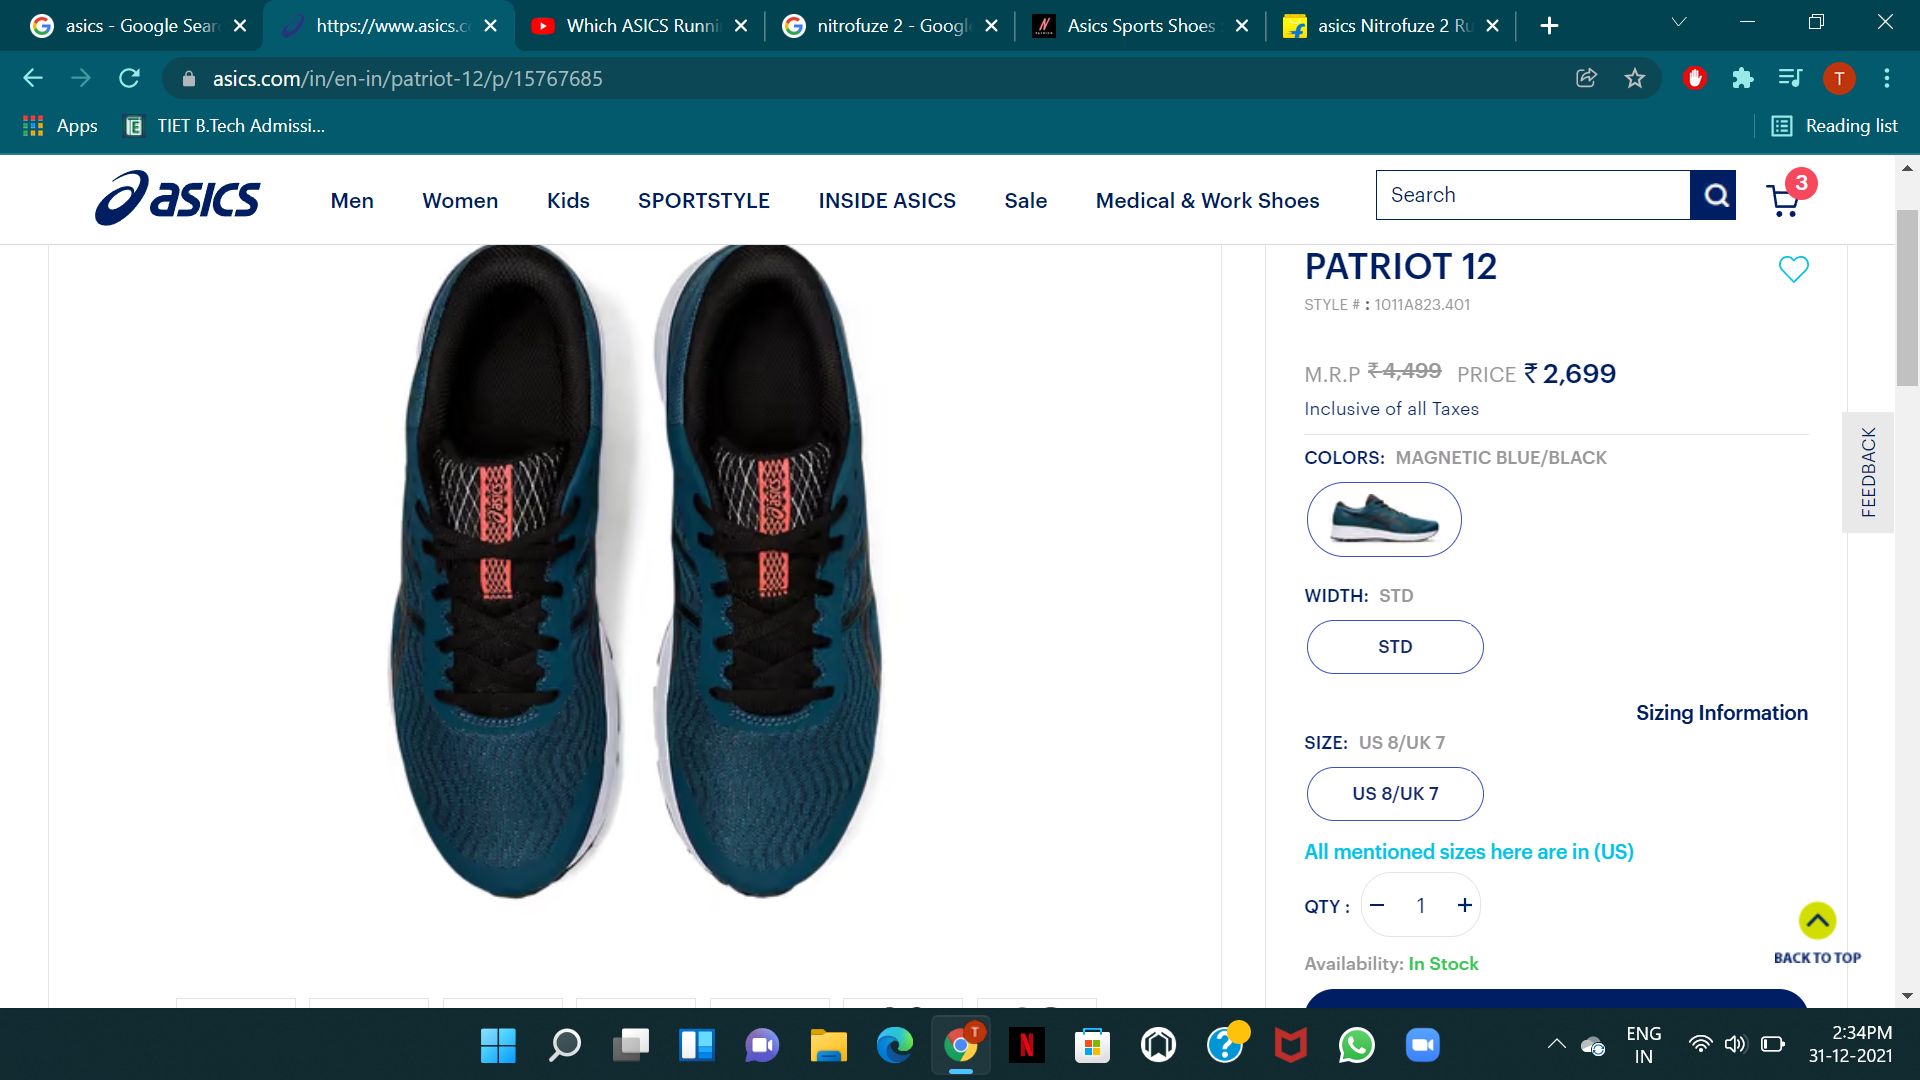 asics - Google Sear
https://www.asics.c
Which ASICS Runni
nitrofuze 2 - Googl
Asics Sports Shoes
asics Nitrofuze 2 Ru
asics.com/in/en-in/patriot-12/p/15767685
T
Apps
TIET B.Tech Admissi...
Reading list
asics
Men
Women
Kids
SPORTSTYLE
INSIDE ASICS
Sale
Medical & Work Shoes
Search
3
PATRIOT 12
STYLE # : 1011A823.401
M.R.P ₹ 4,499 PRICE ₹ 2,699
Inclusive of all Taxes
COLORS: MAGNETIC BLUE/BLACK
FEEDBACK
asics
asics
WIDTH: STD
STD
Sizing Information
SIZE: US 8/UK 7
US 8/UK 7
All mentioned sizes here are in (US)
QTY : − 1 +
Availability: In Stock
BACK TO TOP
T
N
ENG
IN
2:34PM
31-12-2021